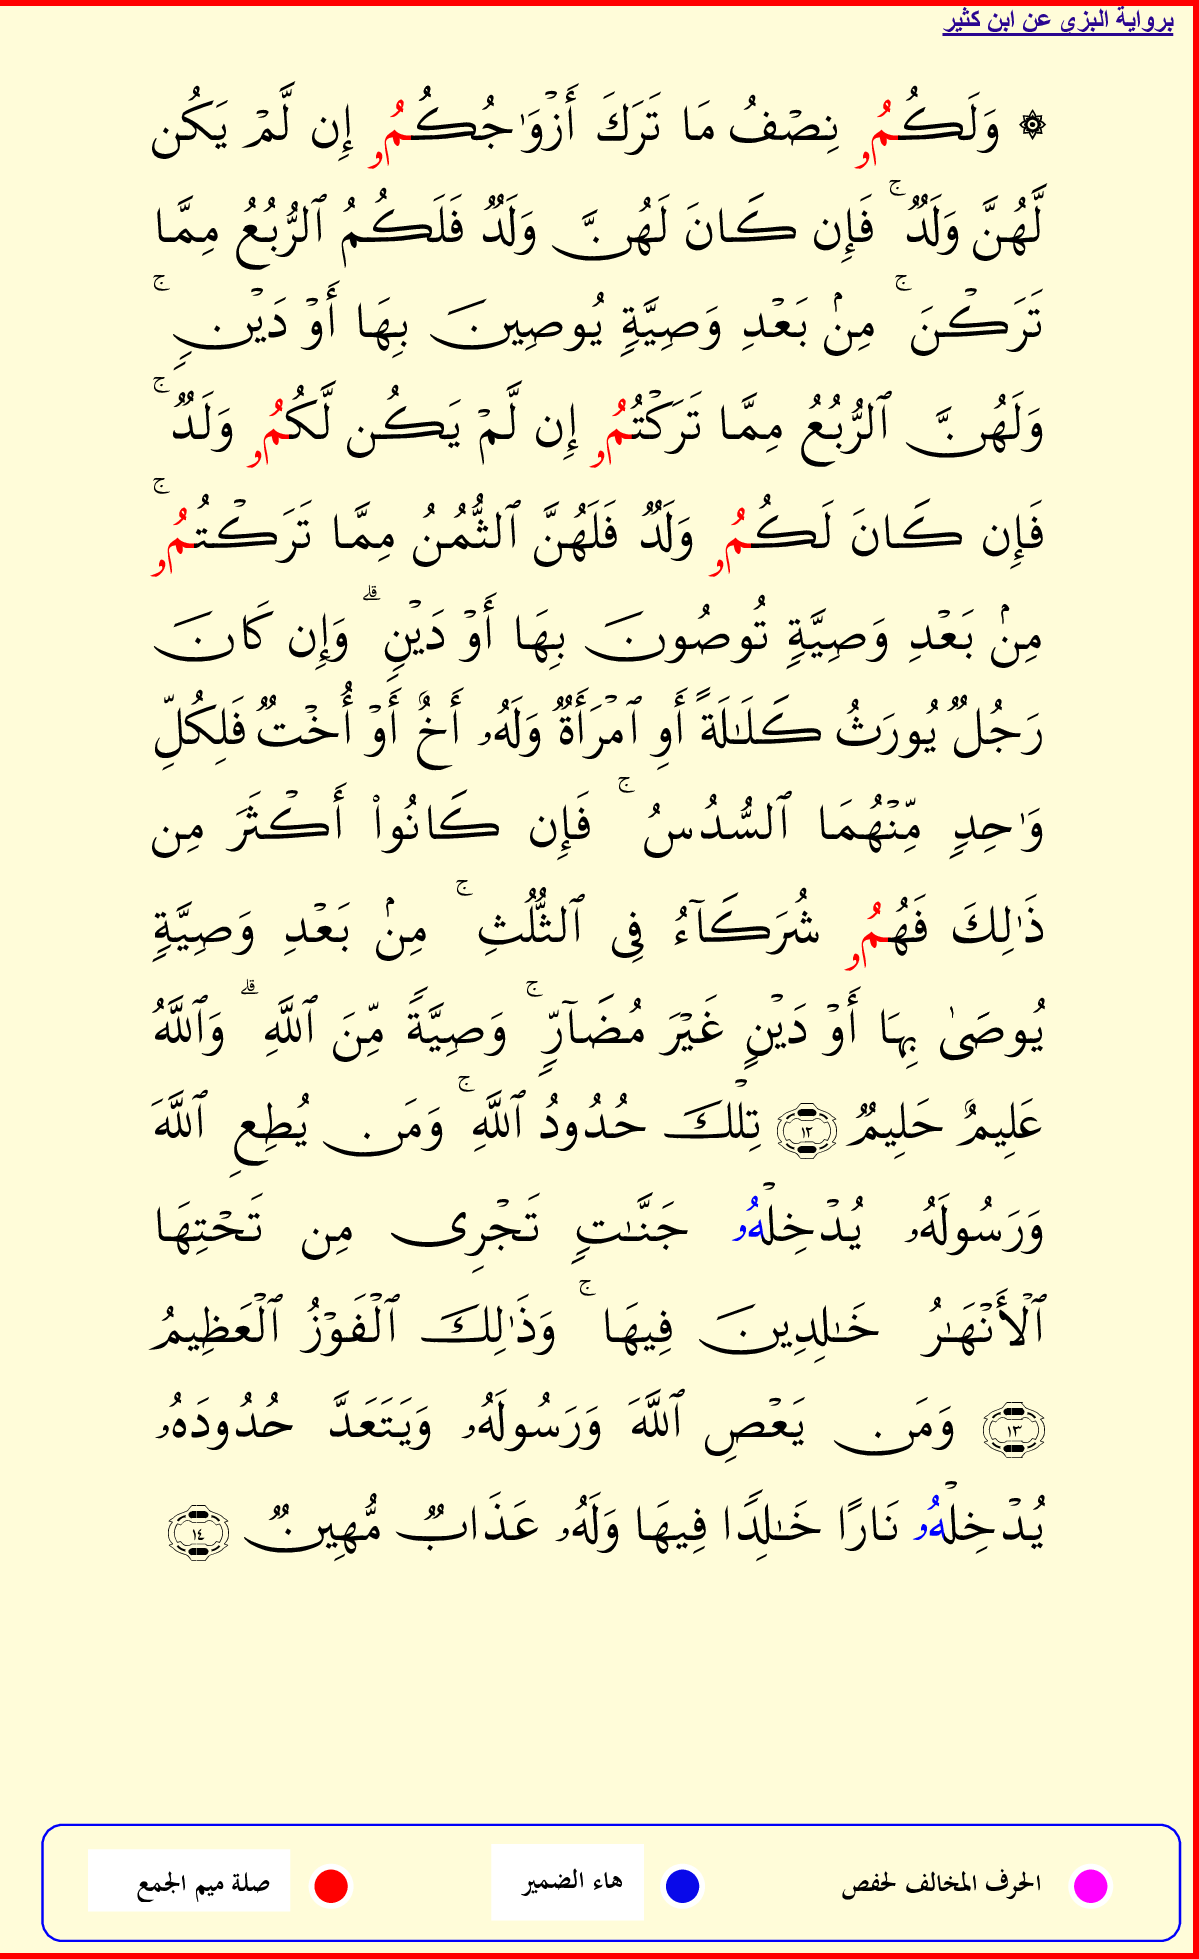 برواية البزى عن ابن كثير
۞ وَلَكُمُۥ نِصۡفُ مَا تَرَكَ أَزۡوَٰجُكُمُۥ إِن لَّمۡ يَكُن
لَّهُنَّ وَلَدٌۚ فَإِن كَانَ لَهُنَّ وَلَدٌ فَلَكُمُ ٱلرُّبُعُ مِمَّا
تَرَكۡنَۚ مِنۢ بَعۡدِ وَصِيَّةٍ يُوصِينَ بِهَا أَوۡ دَيۡنٍۚ
وَلَهُنَّ ٱلرُّبُعُ مِمَّا تَرَكۡتُمُۥ إِن لَّمۡ يَكُن لَّكُمُۥ وَلَدٌۚ
فَإِن كَانَ لَكُمُۥ وَلَدٌ فَلَهُنَّ ٱلثُّمُنُ مِمَّا تَرَكۡتُمُۥۚ
مِنۢ بَعۡدِ وَصِيَّةٍ تُوصُونَ بِهَا أَوۡ دَيۡنٍۗ وَإِن كَانَ
رَجُلٌ يُورَثُ كَلَٰلَةً أَوِ ٱمۡرَأَةٌ وَلَهُۥ أَخٌ أَوۡ أُخۡتٌ فَلِكُلِّ
وَٰحِدٍ مِّنۡهُمَا ٱلسُّدُسُۚ فَإِن كَانُواْ أَكۡثَرَ مِن
ذَٰلِكَ فَهُمُۥ شُرَكَآءُ فِى ٱلثُّلُثِۚ مِنۢ بَعۡدِ وَصِيَّةٍ
يُوصَىٰ بِهَا أَوۡ دَيۡنٍ غَيۡرَ مُضَآرٍّۚ وَصِيَّةً مِّنَ ٱللَّهِۗ وَٱللَّهُ
عَلِيمٌ حَلِيمٌ ١٢ تِلۡكَ حُدُودُ ٱللَّهِۚ وَمَن يُطِعِ ٱللَّهَ
وَرَسُولَهُۥ يُدۡخِلۡهُۥ جَنَّٰتٍ تَجۡرِى مِن تَحۡتِهَا
ٱلۡأَنۡهَٰرُ خَٰلِدِينَ فِيهَاۚ وَذَٰلِكَ ٱلۡفَوۡزُ ٱلۡعَظِيمُ
١٣ وَمَن يَعۡصِ ٱللَّهَ وَرَسُولَهُۥ وَيَتَعَدَّ حُدُودَهُۥ
يُدۡخِلۡهُۥ نَارًا خَٰلِدًا فِيهَا وَلَهُۥ عَذَابٌ مُّهِينٌ ١٤
الحرف المخالف لحفص
هاء الضمير
صلة ميم الجمع